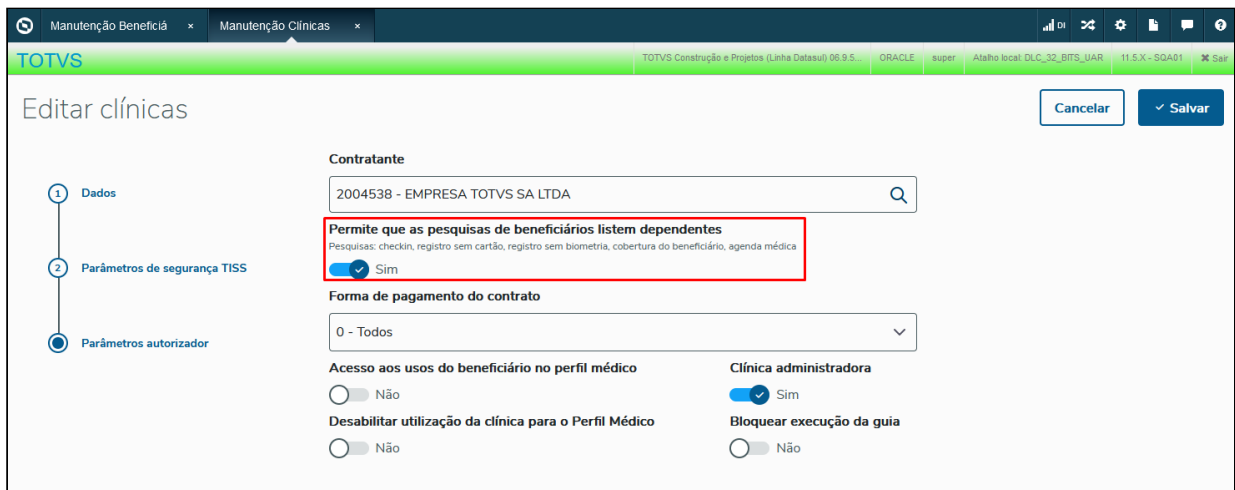 Manutenção Beneficiá × Manutenção Clínicas ×
DI
TOTVS TOTVS Construção e Projetos (Linha Datasul) 06.9.5... ORACLE super Atalho local: DLC_32_BITS_UAR 11.5.X - SQA01 Sair
Editar clínicas Cancelar Salvar
Contratante
1 Dados
2004538 - EMPRESA TOTVS SA LTDA
Permite que as pesquisas de beneficiários listem dependentes
Pesquisas: checkin, registro sem cartão, registro sem biometria, cobertura do beneficiário, agenda médica
2 Parâmetros de segurança TISS
Sim
Forma de pagamento do contrato
0 - Todos
Parâmetros autorizador
Acesso aos usos do beneficiário no perfil médico Clínica administradora
Não Sim
Desabilitar utilização da clínica para o Perfil Médico Bloquear execução da guia
Não Não